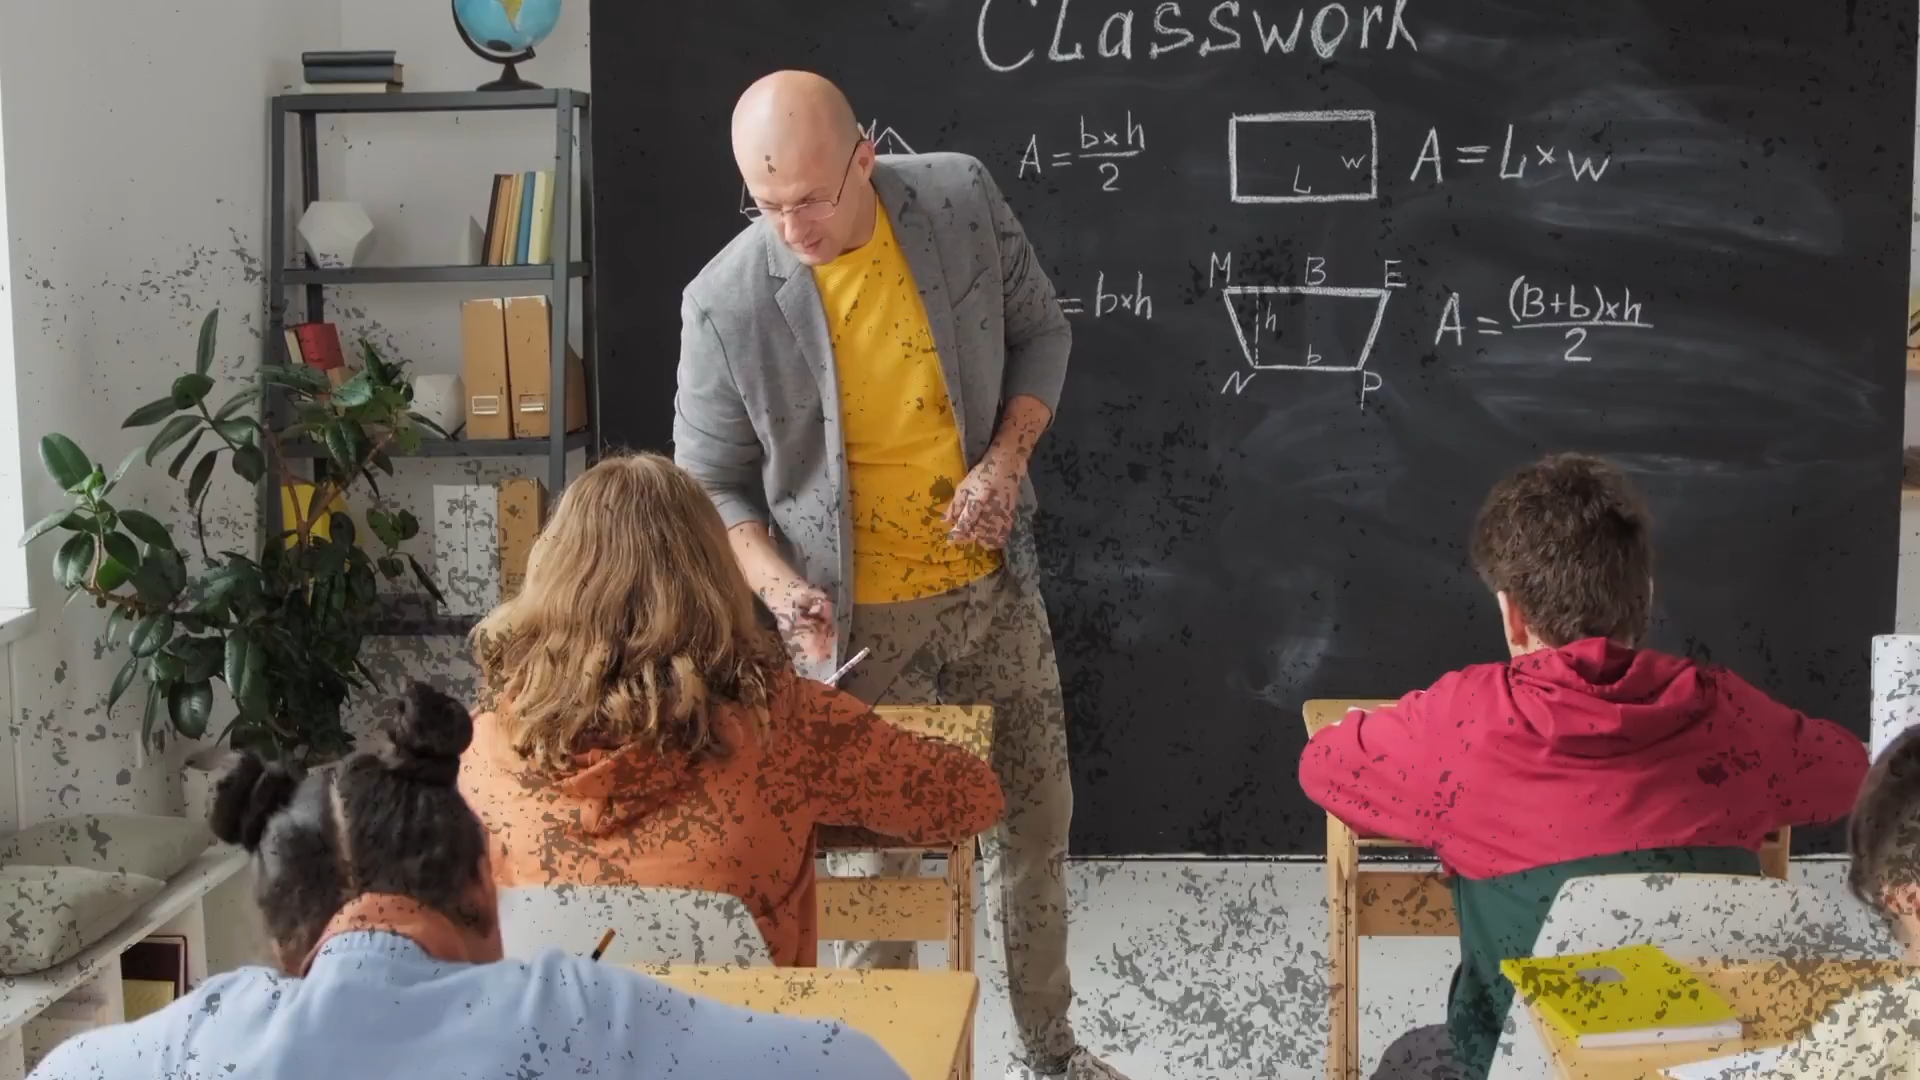 Classwork
A = b×h/2
L
w
A = L×w
= b×h
M B E
h
b
N P
A = (B+b)×h/2